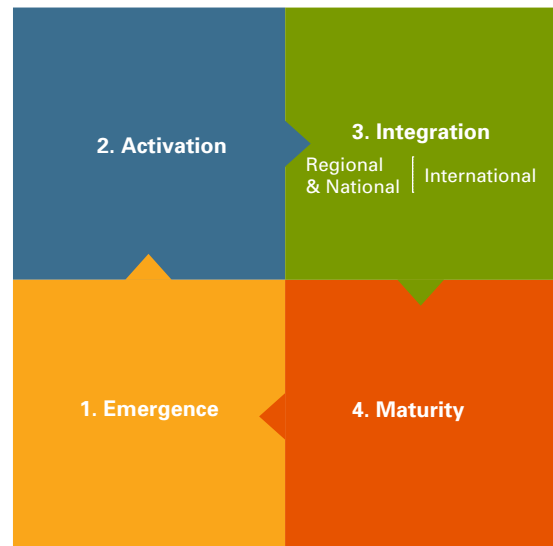 2. Activation
3. Integration
Regional
& National
International
1. Emergence
4. Maturity